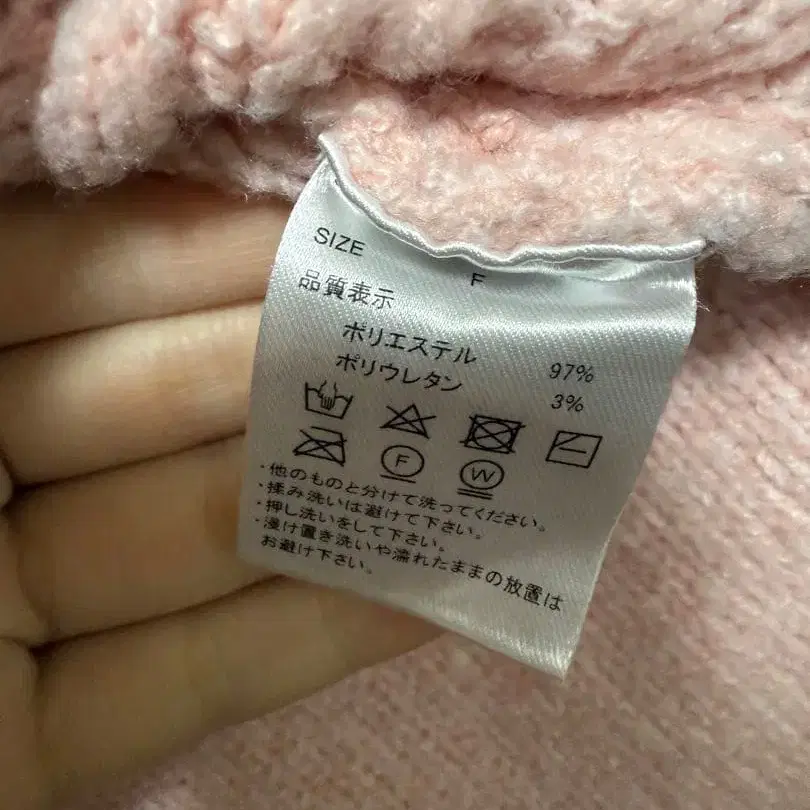 SIZE
F
品質表示
ポリエステル 97%
ポリウレタン 3%
F W
・他のものと分けて洗ってください。
・揉み洗いは避けて下さい。
・押し洗いをして下さい。
・浸け置き洗いや濡れたままの放置は
お避け下さい。